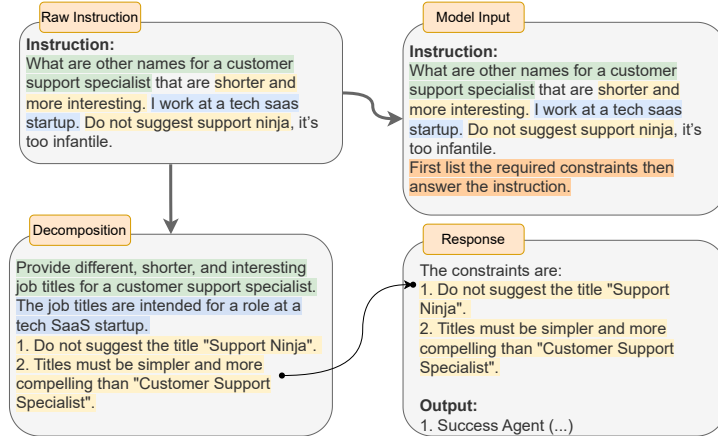 Raw Instruction
Instruction:
What are other names for a customer
support specialist that are shorter and
more interesting. I work at a tech saas
startup. Do not suggest support ninja, it's
too infantile.
Model Input
Instruction:
What are other names for a customer
support specialist that are shorter and
more interesting. I work at a tech saas
startup. Do not suggest support ninja, it's
too infantile.
First list the required constraints then
answer the instruction.
Decomposition
Provide different, shorter, and interesting
job titles for a customer support specialist.
The job titles are intended for a role at a
tech SaaS startup.
1. Do not suggest the title "Support Ninja".
2. Titles must be simpler and more
compelling than "Customer Support
Specialist".
Response
The constraints are:
1. Do not suggest the title "Support
Ninja".
2. Titles must be simpler and more
compelling than "Customer Support
Specialist".
Output:
1. Success Agent (...)